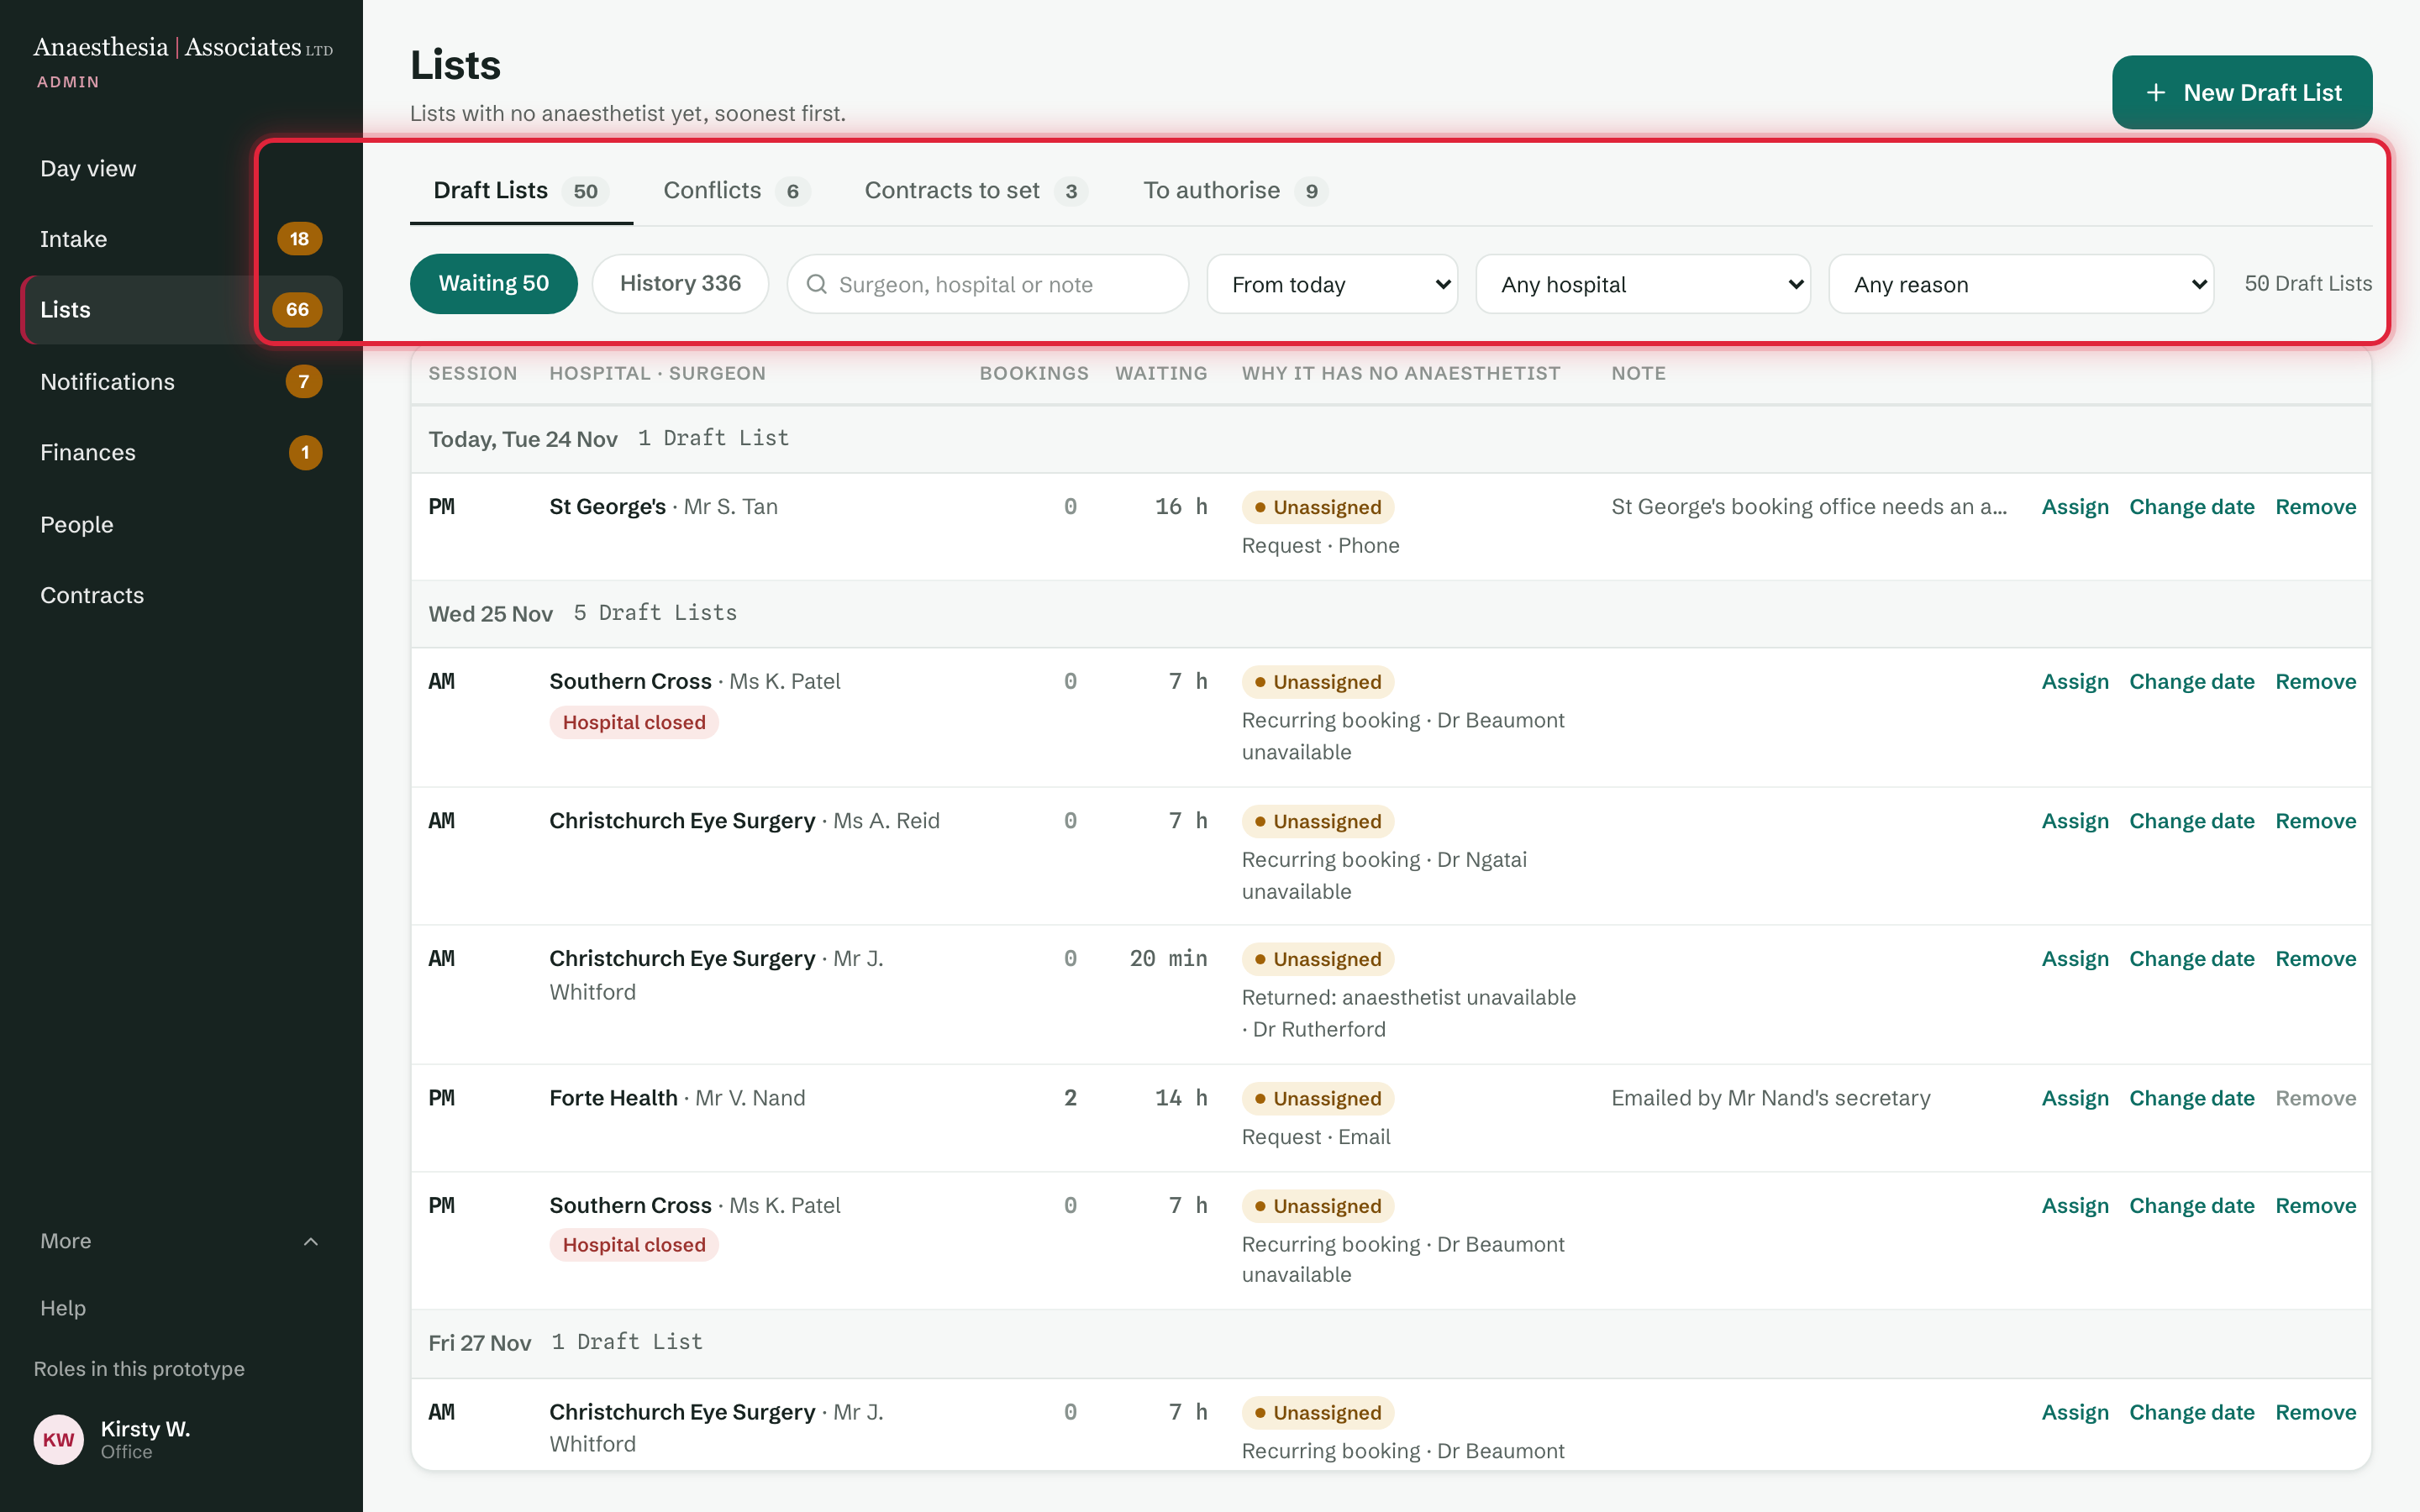 Anaesthesia | Associates LTD
ADMIN
Day view
Intake 18
Lists 66
Notifications 7
Finances 1
People
Contracts
More
Help
Roles in this prototype
KW
Kirsty W.
Office
Lists
Lists with no anaesthetist yet, soonest first.
+ New Draft List
Draft Lists 50 Conflicts 6 Contracts to set 3 To authorise 9
Waiting 50 History 336 Surgeon, hospital or note From today Any hospital Any reason 50 Draft Lists
SESSION HOSPITAL · SURGEON BOOKINGS WAITING WHY IT HAS NO ANAESTHETIST NOTE
Today, Tue 24 Nov 1 Draft List
PM St George's · Mr S. Tan 0 16 h Unassigned St George's booking office needs an a... Assign Change date Remove
Request · Phone
Wed 25 Nov 5 Draft Lists
AM Southern Cross · Ms K. Patel 0 7 h Unassigned Assign Change date Remove
Hospital closed Recurring booking · Dr Beaumont
unavailable
AM Christchurch Eye Surgery · Ms A. Reid 0 7 h Unassigned Assign Change date Remove
Recurring booking · Dr Ngatai
unavailable
AM Christchurch Eye Surgery · Mr J. 0 20 min Unassigned Assign Change date Remove
Whitford Returned: anaesthetist unavailable
· Dr Rutherford
PM Forte Health · Mr V. Nand 2 14 h Unassigned Emailed by Mr Nand's secretary Assign Change date Remove
Request · Email
PM Southern Cross · Ms K. Patel 0 7 h Unassigned Assign Change date Remove
Hospital closed Recurring booking · Dr Beaumont
unavailable
Fri 27 Nov 1 Draft List
AM Christchurch Eye Surgery · Mr J. 0 7 h Unassigned Assign Change date Remove
Whitford Recurring booking · Dr Beaumont